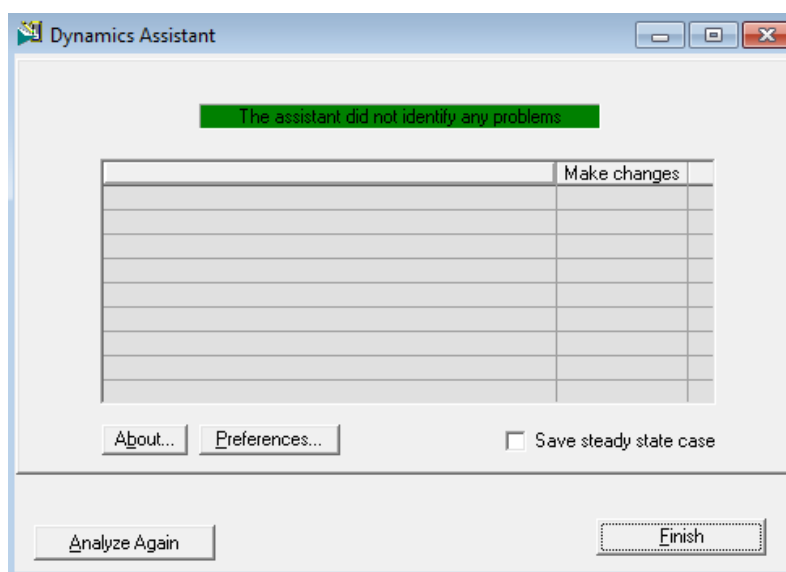 Dynamics Assistant
The assistant did not identify any problems
Make changes
About... Preferences... Save steady state case
Analyze Again Finish